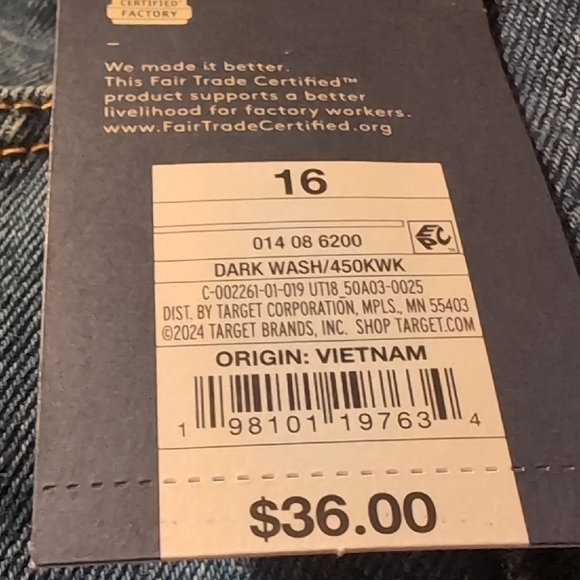 CERTIFIED
FACTORY
We made it better.
This Fair Trade Certified™
product supports a better
livelihood for factory workers.
www.FairTradeCertified.org
16
014 08 6200
EPC
DARK WASH/450KWK
C-002261-01-019 UT18_50A03-0025
DIST. BY TARGET CORPORATION, MPLS., MN 55403
©2024 TARGET BRANDS, INC. SHOP TARGET.COM
ORIGIN: VIETNAM
1 98101 19763 4
$36.00